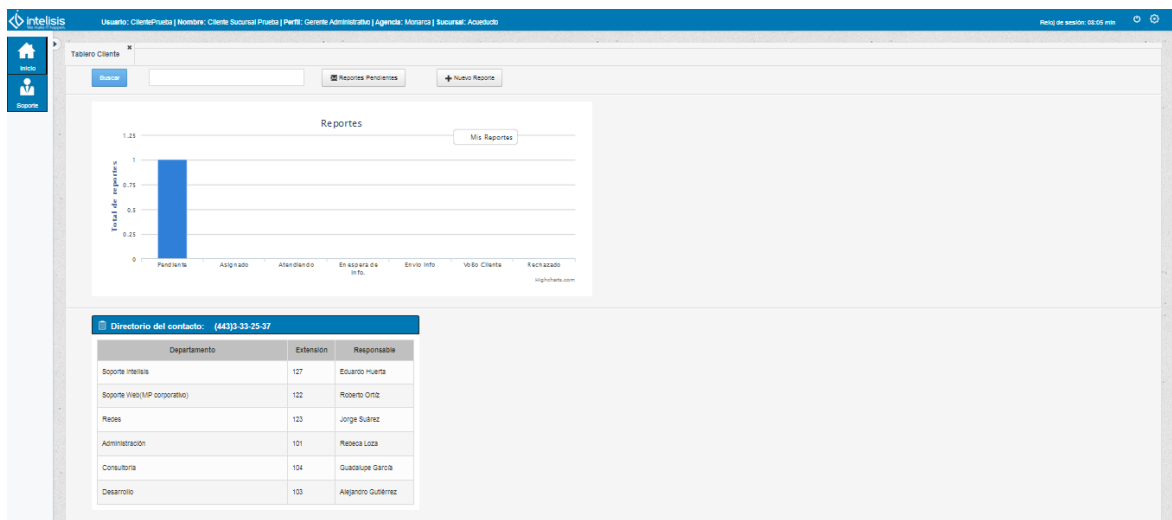 intelisis
Usuario: ClientePrueba | Nombre: Cliente Sucursal Prueba | Perfil: Gerente Administrativo | Agencia: Monarca | Sucursal: Acueducto
Reloj de sesión: 03:05 min
Inicio
Soporte
Tablero Cliente
Buscar
Reportes Pendientes
Nuevo Reporte
Reportes
Mis Reportes
Total de reportes
1.25
1
0.75
0.5
0.25
0
Pendiente Asignado Atendiendo En espera de Info. Envio Info VoBo Cliente Rechazado
Highcharts.com
Directorio del contacto: (443)3-33-25-37
Departamento Extensión Responsable
Soporte Intelisis 127 Eduardo Huerta
Soporte Web(MP corporativo) 122 Roberto Ortíz
Redes 123 Jorge Suárez
Administración 101 Rebeca Loza
Consultoría 104 Guadalupe García
Desarrollo 103 Alejandro Gutiérrez